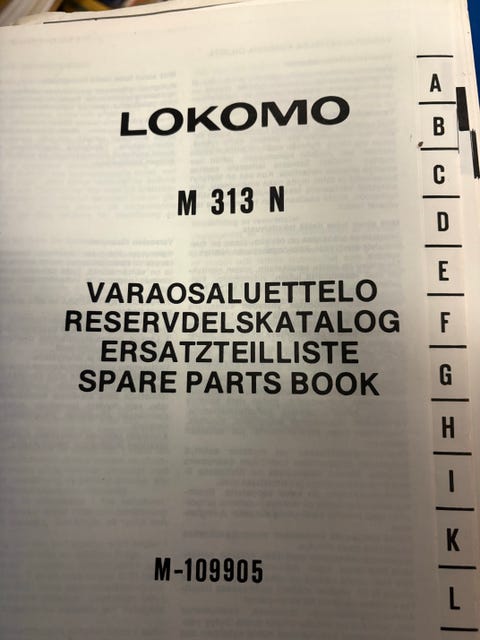 LOKOMO
M 313 N
VARAOSALUETTELO
RESERVDELSKATALOG
ERSATZTEILLISTE
SPARE PARTS BOOK
M-109905
A
B
C
D
E
F
G
H
I
K
L